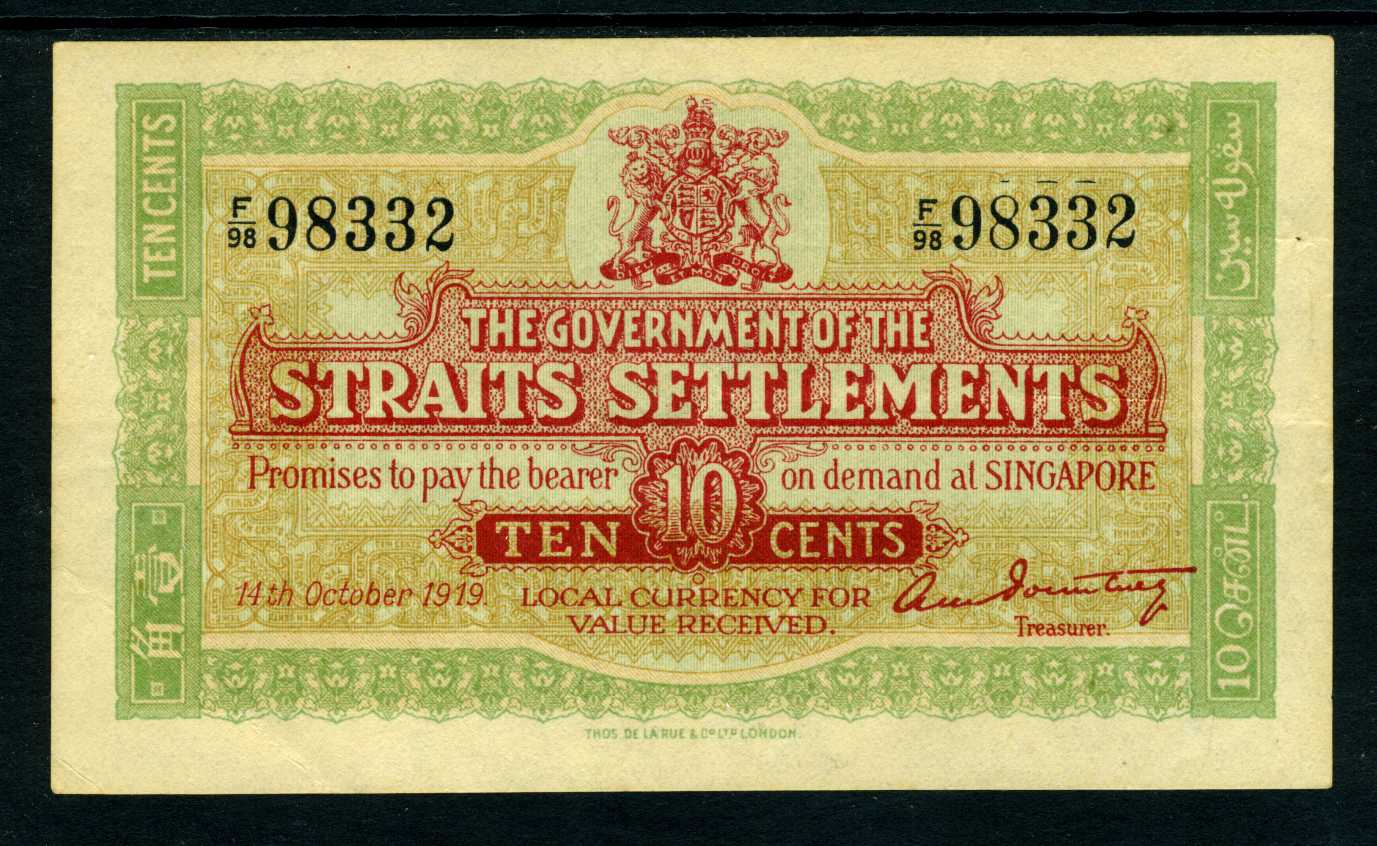 TEN CENTS
سڤوله سين
F/98 98332
F/98 98332
DIEU ET MON DROIT
THE GOVERNMENT OF THE
STRAITS SETTLEMENTS
Promises to pay the bearer 10 on demand at SINGAPORE
TEN CENTS
14th October 1919
LOCAL CURRENCY FOR
VALUE RECEIVED.
Treasurer.
壹角
10 சென்ட்
THOS. DE LA RUE & Co LTD LONDON.